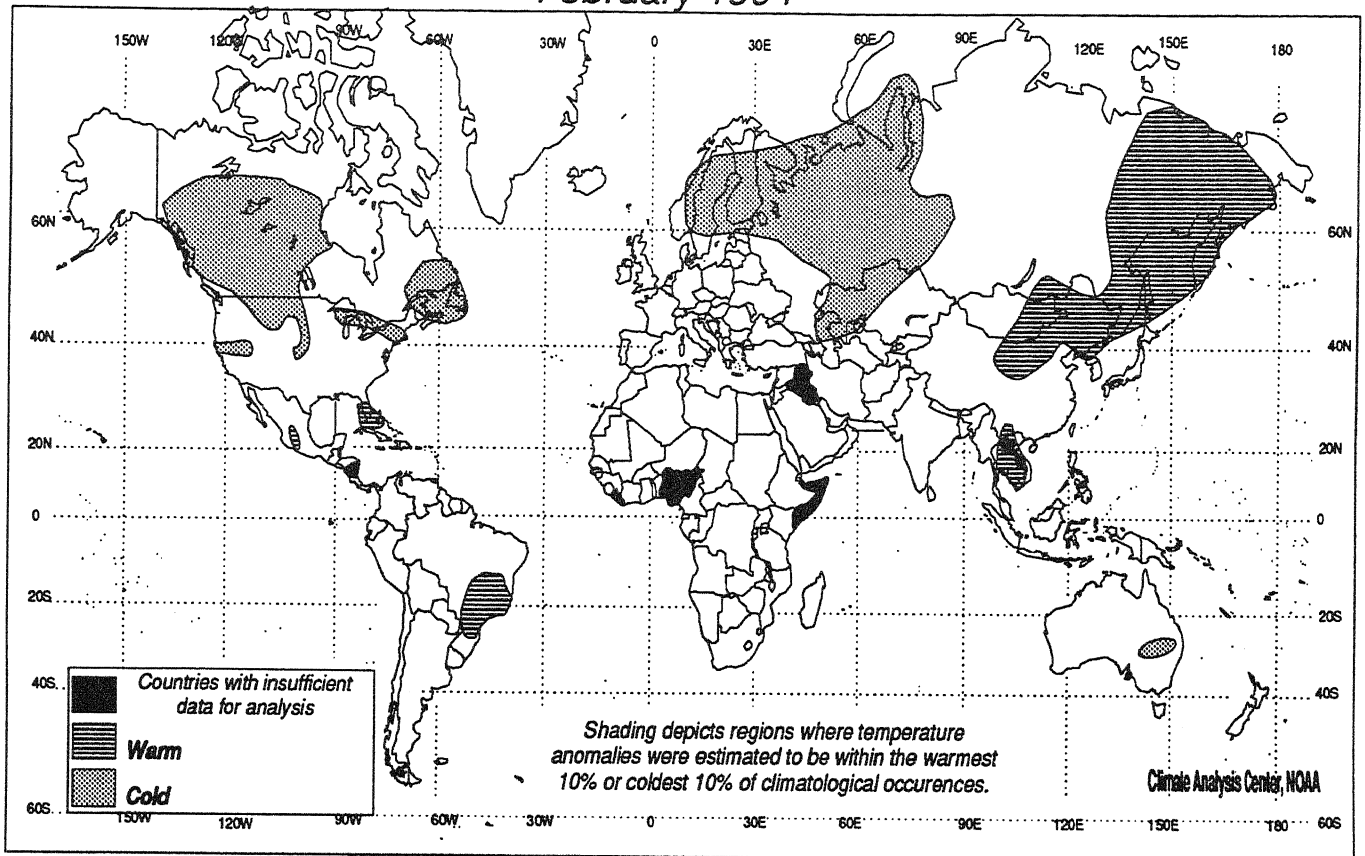 February 1994
150W 120W 90W 60W 30W 0 30E 60E 90E 120E 150E 180
60N 60N
40N 40N
20N 20N
0 0
20S 20S
40S. 40S
60S. 60S
Countries with insufficient
data for analysis
Warm
Cold
Shading depicts regions where temperature
anomalies were estimated to be within the warmest
10% or coldest 10% of climatological occurences.
Climate Analysis Center, NOAA
150W 120W 90W 60W. 30W 0 30E 60E 90E 120E 150E 180